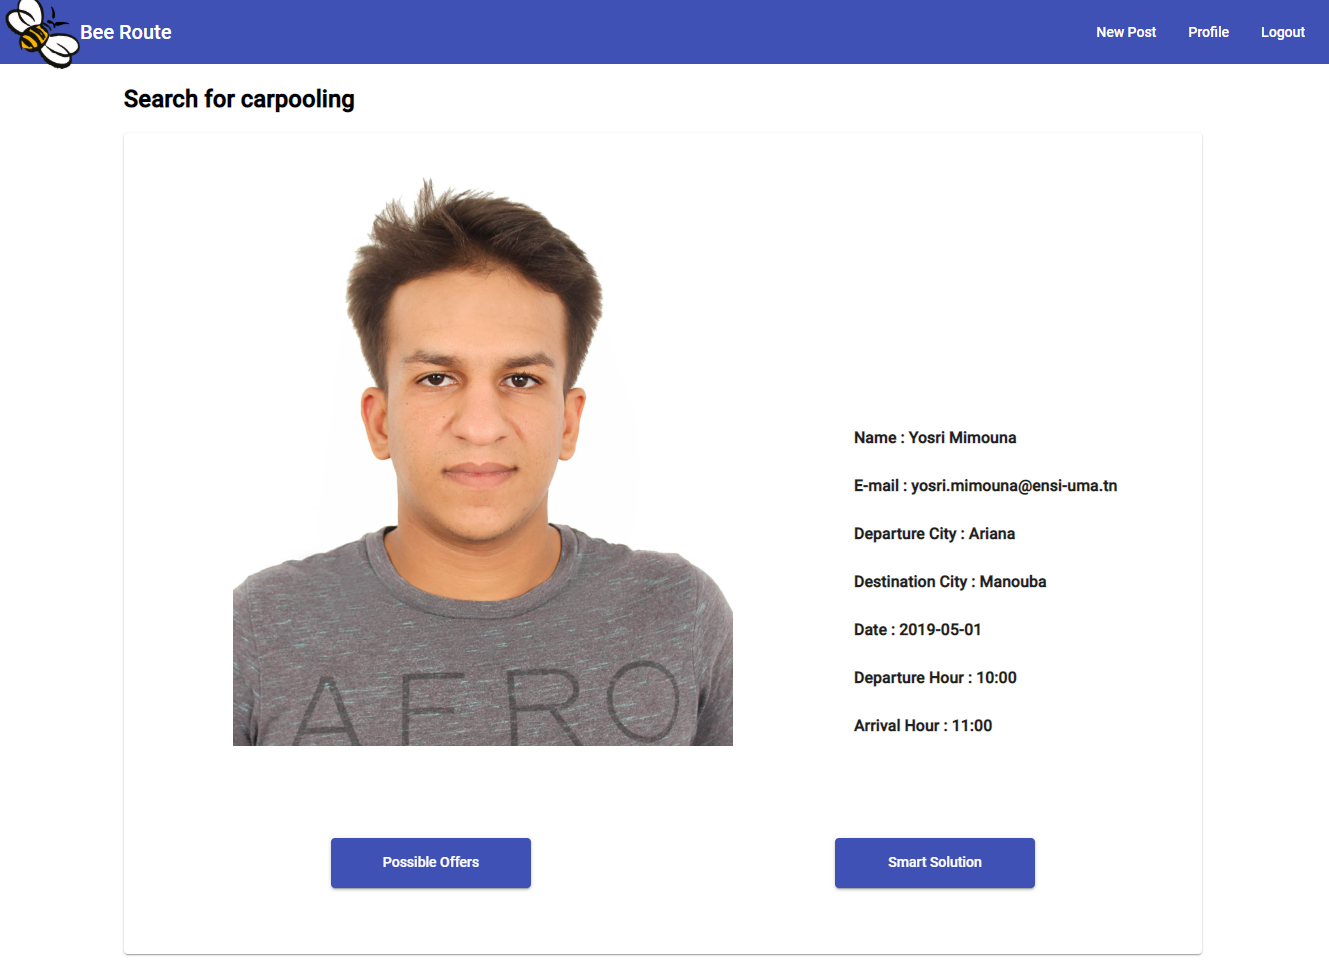 Bee Route
New Post
Profile
Logout
Search for carpooling
AERO
Name : Yosri Mimouna
E-mail : yosri.mimouna@ensi-uma.tn
Departure City : Ariana
Destination City : Manouba
Date : 2019-05-01
Departure Hour : 10:00
Arrival Hour : 11:00
Possible Offers
Smart Solution